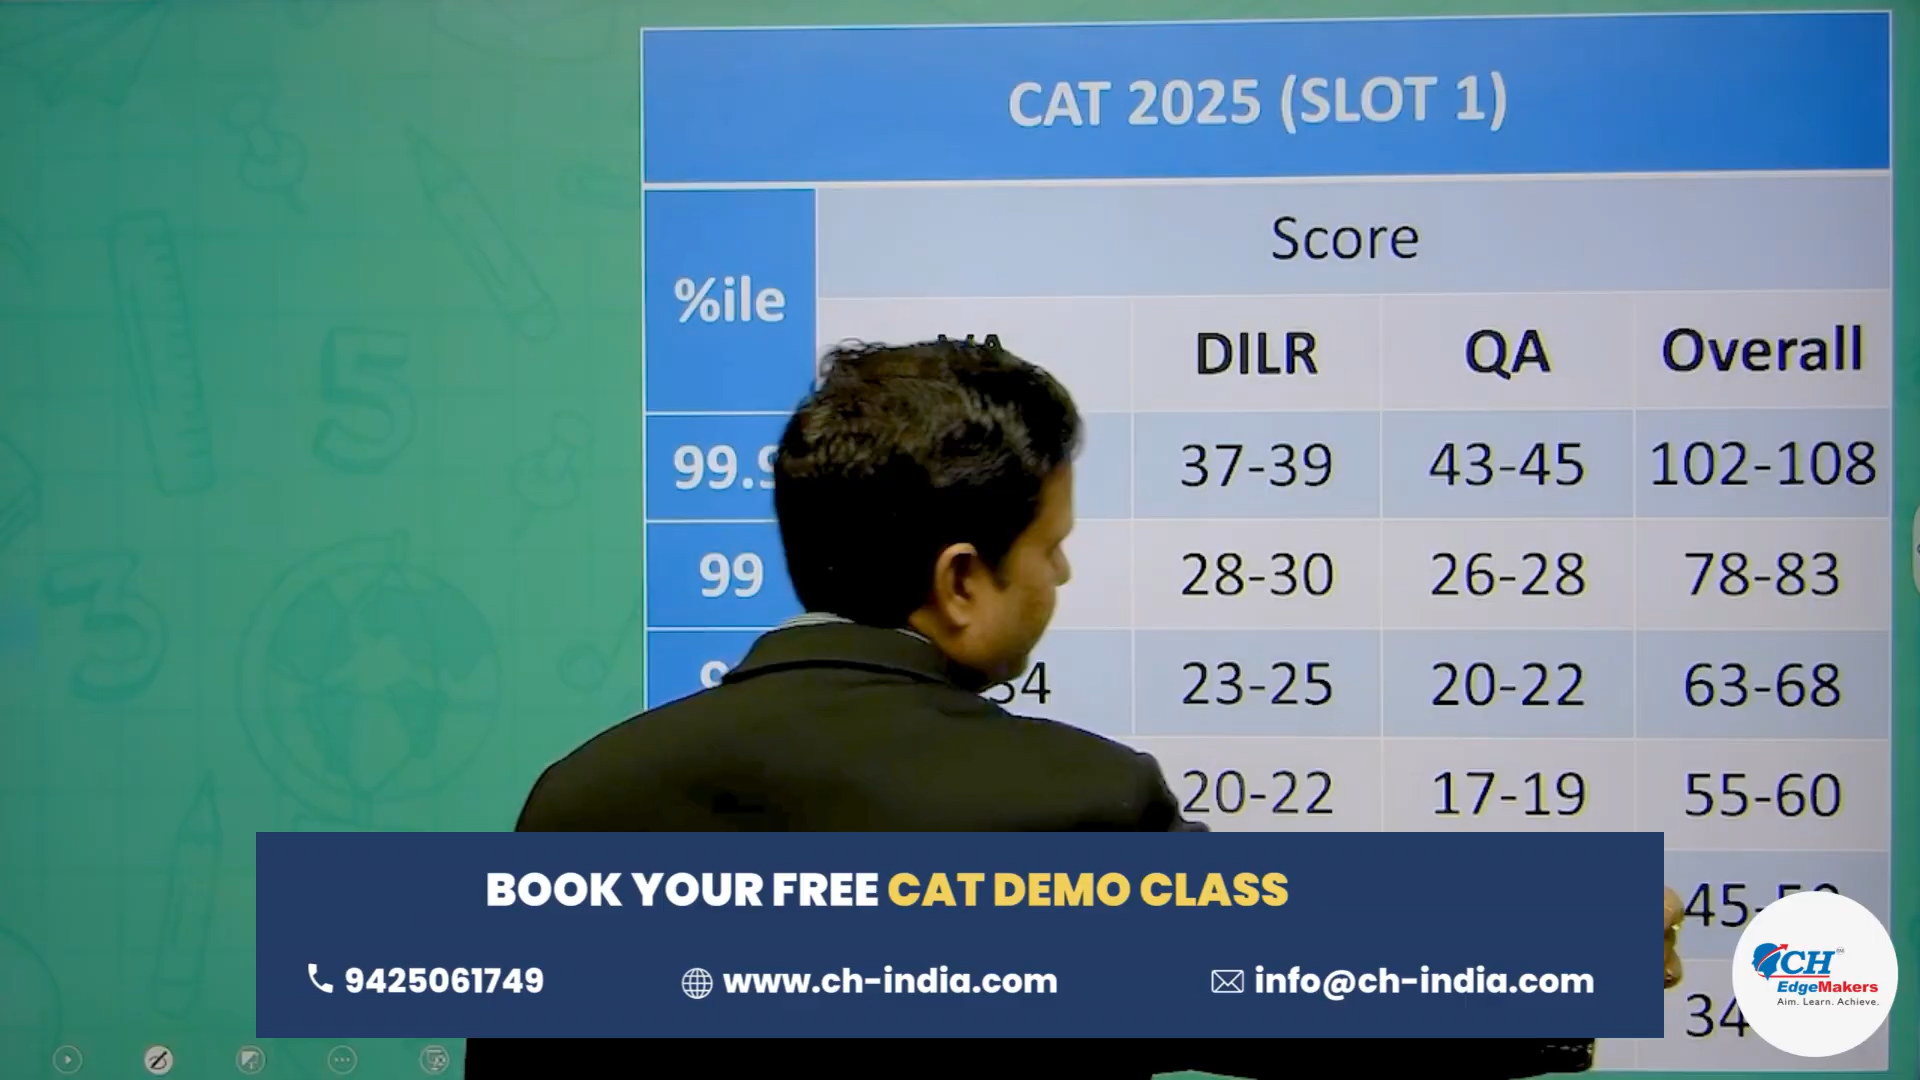 CAT 2025 (SLOT 1)
%ile
Score
DILR QA Overall
37-39 43-45 102-108
99 28-30 26-28 78-83
23-25 20-22 63-68
20-22 17-19 55-60
BOOK YOUR FREE CAT DEMO CLASS
9425061749 www.ch-india.com info@ch-india.com
CH
EdgeMakers
Aim. Learn. Achieve.
5
3